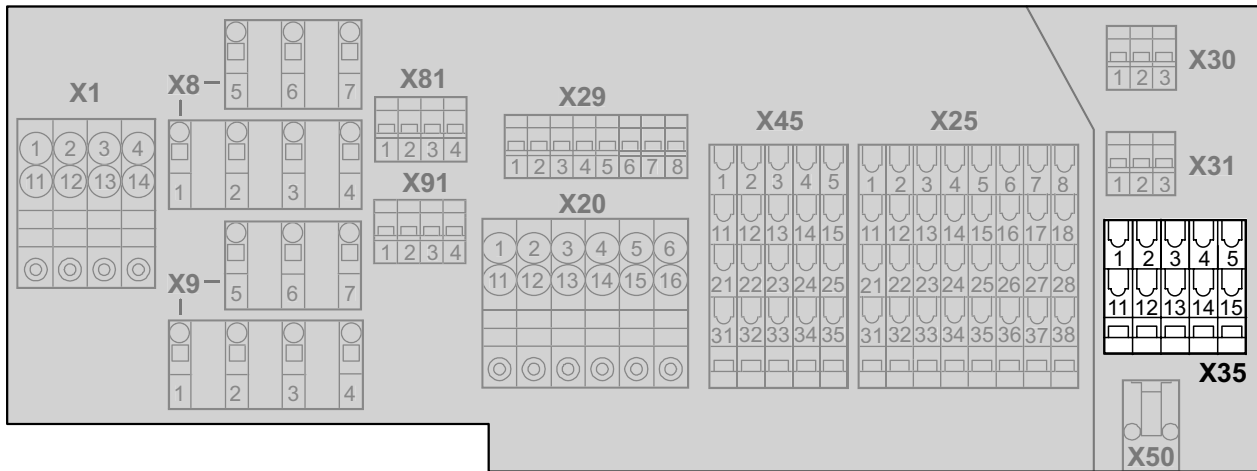 X1
1 2 3 4
11 12 13 14
X8
5 6 7
1 2 3 4
X9
5 6 7
1 2 3 4
X81
1 2 3 4
X91
1 2 3 4
X29
1 2 3 4 5 6 7 8
X20
1 2 3 4 5 6
11 12 13 14 15 16
X45
1 2 3 4 5
11 12 13 14 15
21 22 23 24 25
31 32 33 34 35
X25
1 2 3 4 5 6 7 8
11 12 13 14 15 16 17 18
21 22 23 24 25 26 27 28
31 32 33 34 35 36 37 38
X30
1 2 3
X31
1 2 3
1 2 3 4 5
11 12 13 14 15
X35
X50